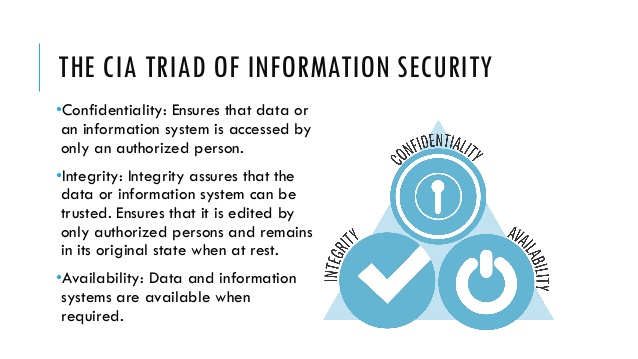 THE CIA TRIAD OF INFORMATION SECURITY
•Confidentiality: Ensures that data or
an information system is accessed by
only an authorized person.
•Integrity: Integrity assures that the
data or information system can be
trusted. Ensures that it is edited by
only authorized persons and remains
in its original state when at rest.
•Availability: Data and information
systems are available when
required.
CONFIDENTIALITY
INTEGRITY
AVAILABILITY